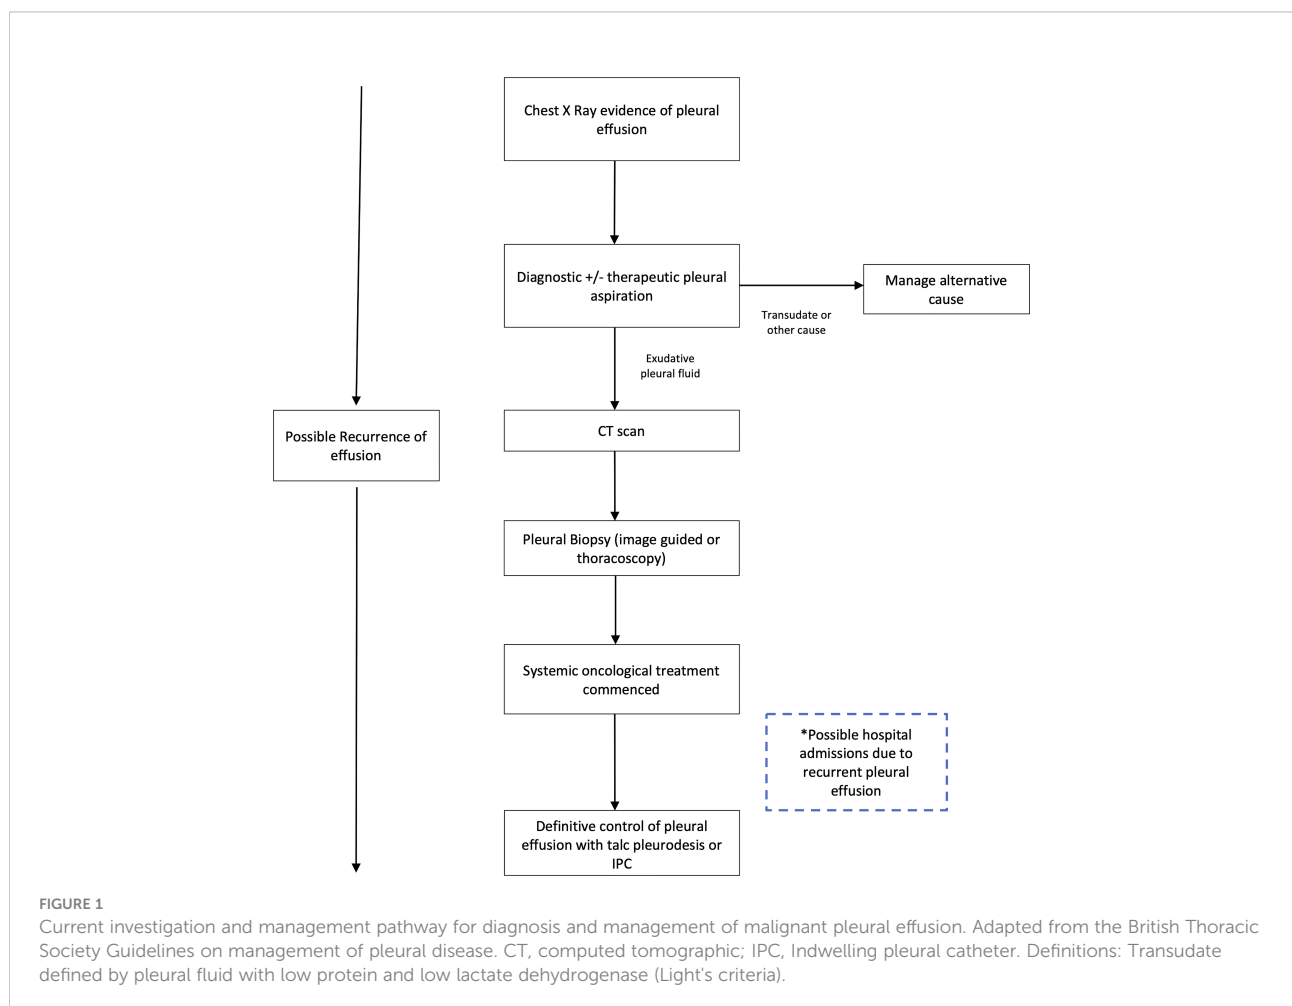 Chest X Ray evidence of pleural
effusion
Diagnostic +/- therapeutic pleural
aspiration
Manage alternative
cause
Transudate or
other cause
Exudative
pleural fluid
Possible Recurrence of
effusion
CT scan
Pleural Biopsy (image guided or
thoracoscopy)
Systemic oncological treatment
commenced
*Possible hospital
admissions due to
recurrent pleural
effusion
Definitive control of pleural
effusion with talc pleurodesis or
IPC
FIGURE 1
Current investigation and management pathway for diagnosis and management of malignant pleural effusion. Adapted from the British Thoracic
Society Guidelines on management of pleural disease. CT, computed tomographic; IPC, Indwelling pleural catheter. Definitions: Transudate
defined by pleural fluid with low protein and low lactate dehydrogenase (Light's criteria).